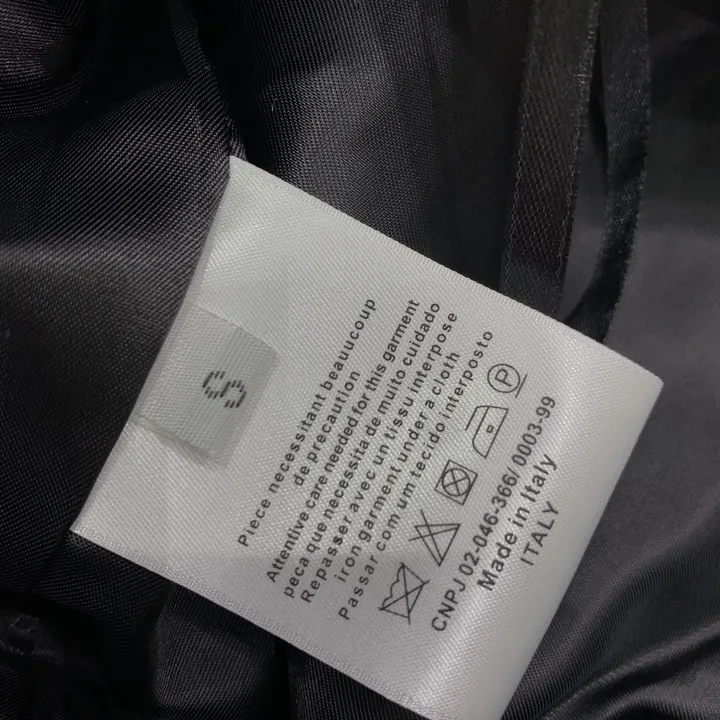 S
Piece necessitant beauucoup
de precaution
Attentive care needed for this garment
peca que necessita de muito cuidado
Repasser avec un tissu interpose
iron garment under a cloth
Passar com um tecido interposto
P
CNPJ 02-046-366/0003-99
Made in Italy
ITALY